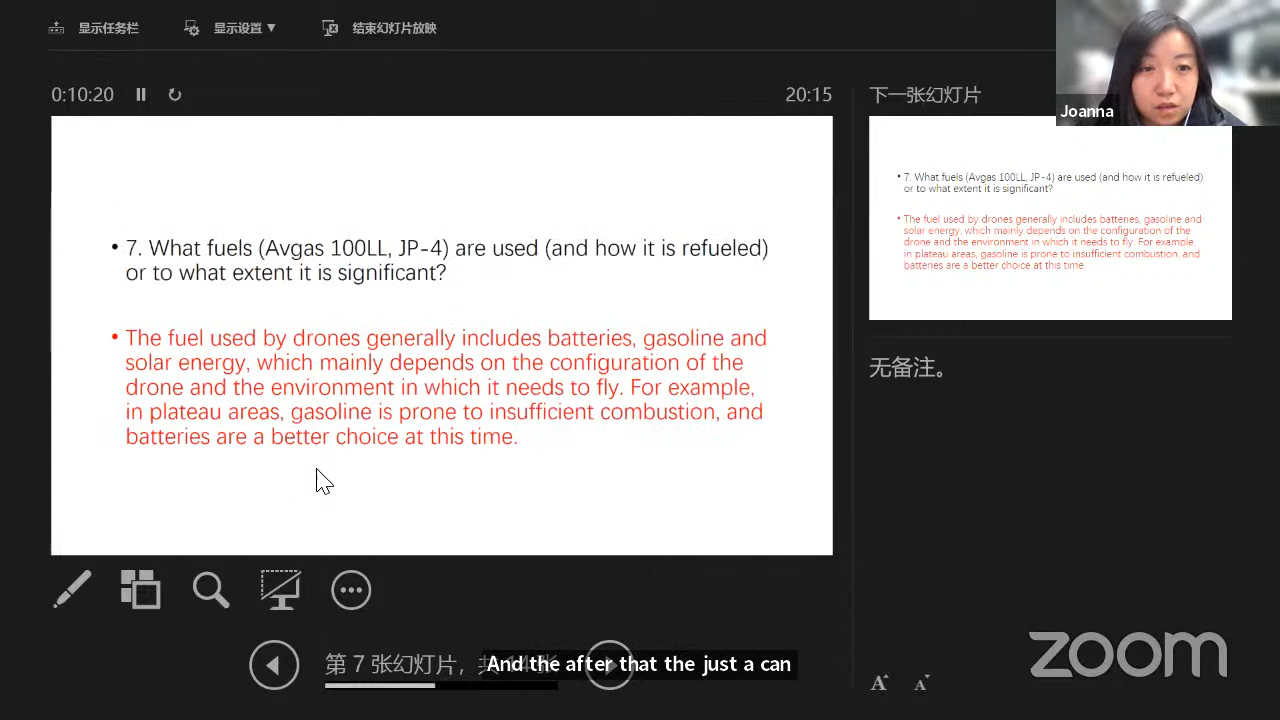 显示任务栏
显示设置 ▼
结束幻灯片放映
0:10:20
20:15
下一张幻灯片
Joanna
• 7. What fuels (Avgas 100LL, JP-4) are used (and how it is refueled)
or to what extent it is significant?
• The fuel used by drones generally includes batteries, gasoline and
solar energy, which mainly depends on the configuration of the
drone and the environment in which it needs to fly. For example,
in plateau areas, gasoline is prone to insufficient combustion, and
batteries are a better choice at this time.
• 7. What fuels (Avgas 100LL, JP-4) are used (and how it is refueled)
or to what extent it is significant?
• The fuel used by drones generally includes batteries, gasoline and
solar energy, which mainly depends on the configuration of the
drone and the environment in which it needs to fly. For example,
in plateau areas, gasoline is prone to insufficient combustion, and
batteries are a better choice at this time.
无备注。
第 7 张幻灯片，共
And the after that the just a can
zoom
A A